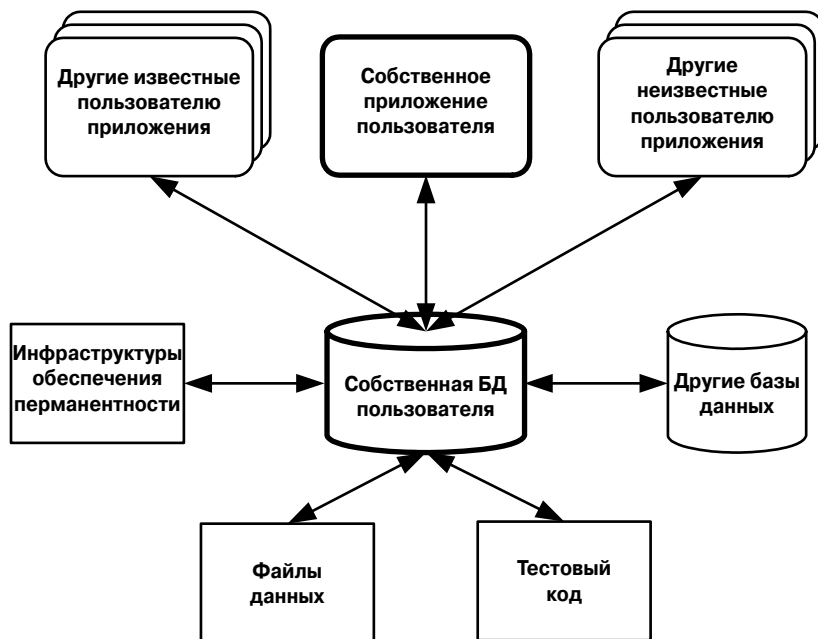 Другие известные
пользователю
приложения
Собственное
приложение
пользователя
Другие
неизвестные
пользователю
приложения
Инфраструктуры
обеспечения
перманентности
Собственная БД
пользователя
Другие базы
данных
Файлы
данных
Тестовый
код